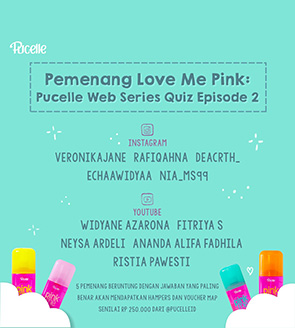 Pucelle
Pemenang Love Me Pink:
Pucelle Web Series Quiz Episode 2
INSTAGRAM
VERONIKAJANE RAFIQAHNA DEACRTH_
ECHAAWIDYAA NIA_MS99
YOUTUBE
WIDYANE AZARONA FITRIYA S
NEYSA ARDELI ANANDA ALIFA FADHILA
RISTIA PAWESTI
5 PEMENANG BERUNTUNG DENGAN JAWABAN YANG PALING
BENAR AKAN MENDAPATKAN HAMPERS DAN VOUCHER MAP
SENILAI RP 250.000 DARI @PUCELLEID
pink
pink